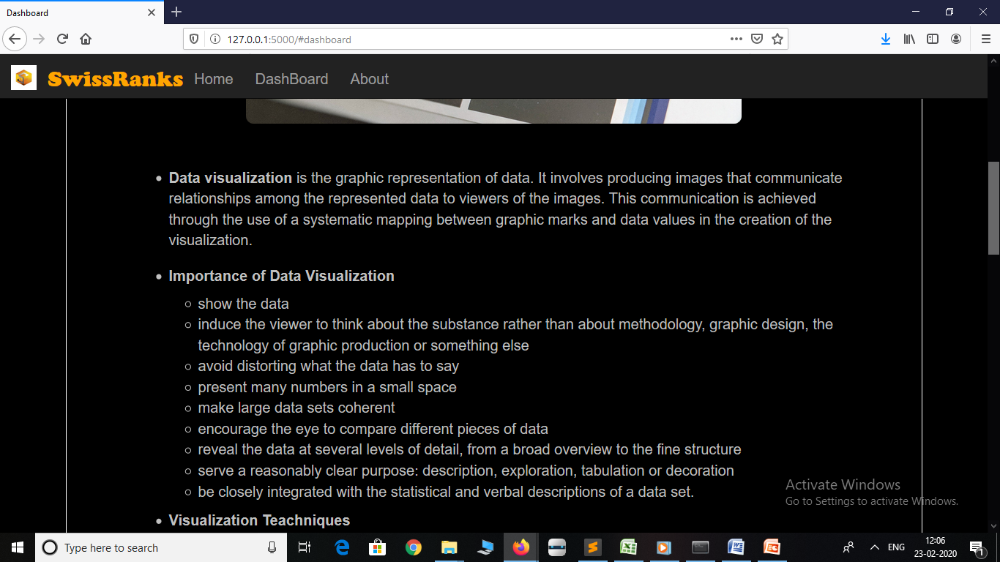 Dashboard
127.0.0.1:5000/#dashboard
SwissRanks Home DashBoard About
• Data visualization is the graphic representation of data. It involves producing images that communicate
relationships among the represented data to viewers of the images. This communication is achieved
through the use of a systematic mapping between graphic marks and data values in the creation of the
visualization.
• Importance of Data Visualization
◦ show the data
◦ induce the viewer to think about the substance rather than about methodology, graphic design, the
technology of graphic production or something else
◦ avoid distorting what the data has to say
◦ present many numbers in a small space
◦ make large data sets coherent
◦ encourage the eye to compare different pieces of data
◦ reveal the data at several levels of detail, from a broad overview to the fine structure
◦ serve a reasonably clear purpose: description, exploration, tabulation or decoration
◦ be closely integrated with the statistical and verbal descriptions of a data set.
• Visualization Teachniques
Activate Windows
Go to Settings to activate Windows.
Type here to search
ENG
12:06
23-02-2020
1